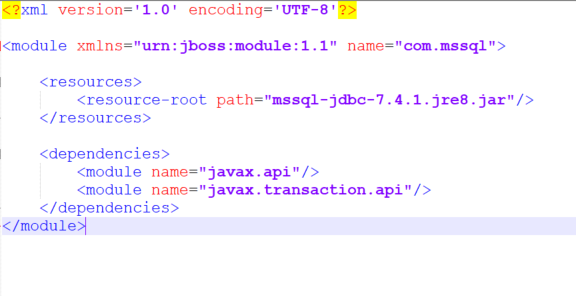 <?xml version='1.0' encoding='UTF-8'?>
<module xmlns="urn:jboss:module:1.1" name="com.mssql">
<resources>
<resource-root path="mssql-jdbc-7.4.1.jre8.jar"/>
</resources>
<dependencies>
<module name="javax.api"/>
<module name="javax.transaction.api"/>
</dependencies>
</module>